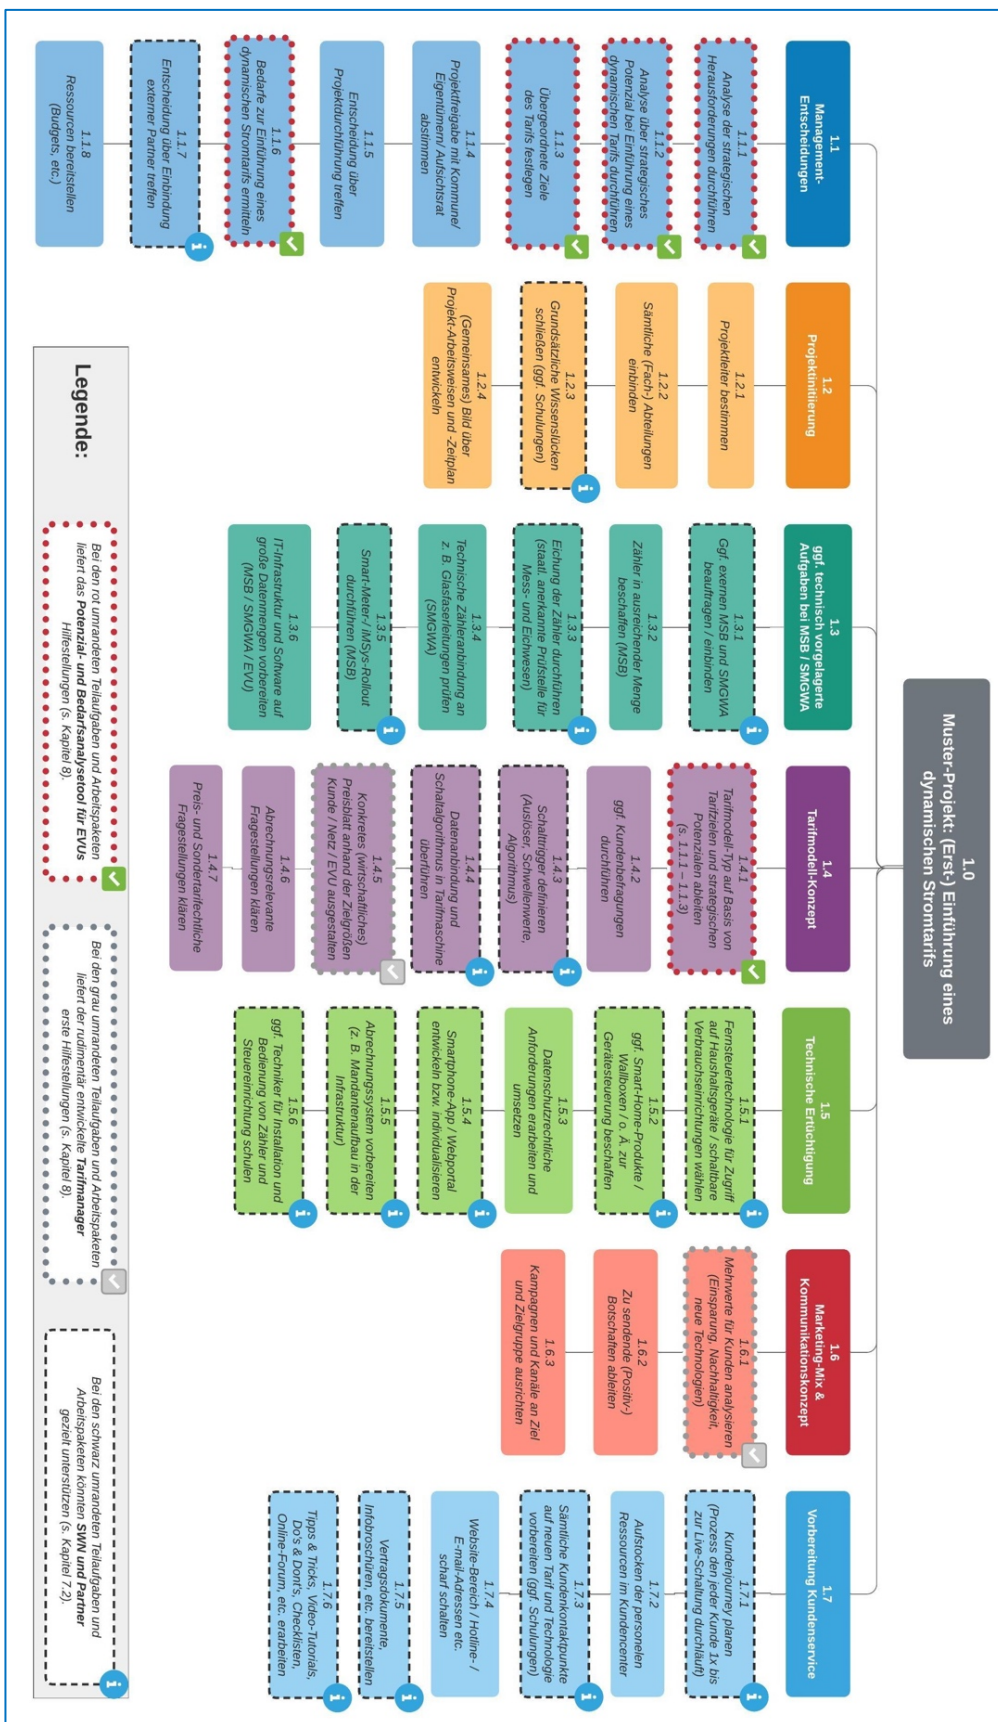 1.0
Muster-Projekt: (Erst-) Einführung eines
dynamischen Stromtarifs
1.1
Management-
Entscheidungen
1.1.1
Analyse der strategischen
Herausforderungen durchführen
1.1.2
Analyse über strategisches
Potenzial bei Einführung eines
dynamischen Tarifs durchführen
1.1.3
Übergeordnete Ziele
des Tarifs festlegen
1.1.4
Projektfreigabe mit Kommune/
Eigentümern/ Aufsichtsrat
abstimmen
1.1.5
Entscheidung über
Projektdurchführung treffen
1.1.6
Bedarfe zur Einführung eines
dynamischen Stromtarifs ermitteln
1.1.7
Entscheidung über Einbindung
externer Partner treffen
1.1.8
Ressourcen bereitstellen
(Budgets, etc.)
1.2
Projektinitiierung
1.2.1
Projektleiter bestimmen
1.2.2
Sämtliche (Fach-) Abteilungen
einbinden
1.2.3
Grundsätzliche Wissenslücken
schließen (ggf. Schulungen)
1.2.4
(Gemeinsames) Bild über
Projekt-Arbeitsweisen und -Zeitplan
entwickeln
1.3
ggf. technisch vorgelagerte
Aufgaben bei MSB / SMGWA
1.3.1
Ggf. exernen MSB und SMGWA
beauftragen / einbinden
1.3.2
Zähler in ausreichender Menge
beschaffen (MSB)
1.3.3
Eichung der Zähler durchführen
(staatl. anerkannte Prüfstelle für
Mess- und Eichwesen)
1.3.4
Technische Zähleranbindung an
z. B. Glasfaserleitungen prüfen
(SMGWA)
1.3.5
Smart-Meter-/ iMSys-Rollout
durchführen (MSB)
1.3.6
IT-Infrastruktur und Software auf
große Datenmengen vorbereiten
(MSB / SMGWA / EVU)
1.4
Tarifmodell-Konzept
1.4.1
Tarifmodell-Typ auf Basis von
Tarifzielen und strategischen
Potenzialen ableiten
(s. 1.1.1 – 1.1.3)
1.4.2
ggf. Kundenbefragungen
durchführen
1.4.3
Schalttrigger definieren
(Auslöser, Schwellenwerte,
Algorithmus)
1.4.4
Datenanbindung und
Schaltalgorithmus in Tarifmaschine
überführen
1.4.5
Konkretes (wirtschaftliches)
Preisblatt anhand der Zielgrößen
Kunde / Netz / EVU ausgestalten
1.4.6
Abrechnungsrelevante
Fragestellungen klären
1.4.7
Preis- und Sondertarifechtliche
Fragestellungen klären
1.5
Technische Ertüchtigung
1.5.1
Fernsteuertechnologie für Zugriff
auf Haushaltsgeräte / schaltbare
Verbrauchseinrichtungen wählen
1.5.2
ggf. Smart-Home-Produkte /
Wallboxen / o. Ä. zur
Gerätesteuerung beschaffen
1.5.3
Datenschutzrechtliche
Anforderungen erarbeiten und
umsetzen
1.5.4
Smartphone-App / Webportal
entwickeln bzw. individualisieren
1.5.5
Abrechnungssystem vorbereiten
(z. B. Mandantenaufbau in der
Infrastruktur)
1.5.6
ggf. Techniker für Installation und
Bedienung von Zähler und
Steuereinrichtung schulen
1.6
Marketing-Mix &
Kommunikationskonzept
1.6.1
Mehrwerte für Kunden analysieren
(Einsparung, Nachhaltigkeit,
neue Technologien)
1.6.2
Zu sendende (Positiv-)
Botschaften ableiten
1.6.3
Kampagnen und Kanäle an Ziel
und Zielgruppe ausrichten
1.7
Vorbereitung Kundenservice
1.7.1
Kundenjourney planen
(Prozess den jeder Kunde 1x bis
zur Live-Schaltung durchläuft)
1.7.2
Aufstocken der personelen
Ressourcen im Kundencenter
1.7.3
Sämtliche Kundenkontaktpunkte
auf neuen Tarif und Technologie
vorbereiten (ggf. Schulungen)
1.7.4
Website-Bereich / Hotline- /
E-mail-Adressen etc.
scharf schalten
1.7.5
Vertragsdokumente,
Infobroschüren, etc. bereitstellen
1.7.6
Tipps & Tricks, Video-Tutorials,
Do's & Dont's, Checklisten,
Online-Forum, etc. erarbeiten
Legende:
Bei den rot umrandeten Teilaufgaben und Arbeitspaketen
liefert das Potenzial- und Bedarfsanalysetool für EVUs
Hilfestellungen (s. Kapitel 8).
Bei den grau umrandeten Teilaufgaben und Arbeitspaketen
liefert der rudimentär entwickelte Tarifmanager
erste Hilfestellungen (s. Kapitel 8).
Bei den schwarz umrandeten Teilaufgaben und
Arbeitspaketen könnten SWN und Partner
gezielt unterstützen (s. Kapitel 7.2).